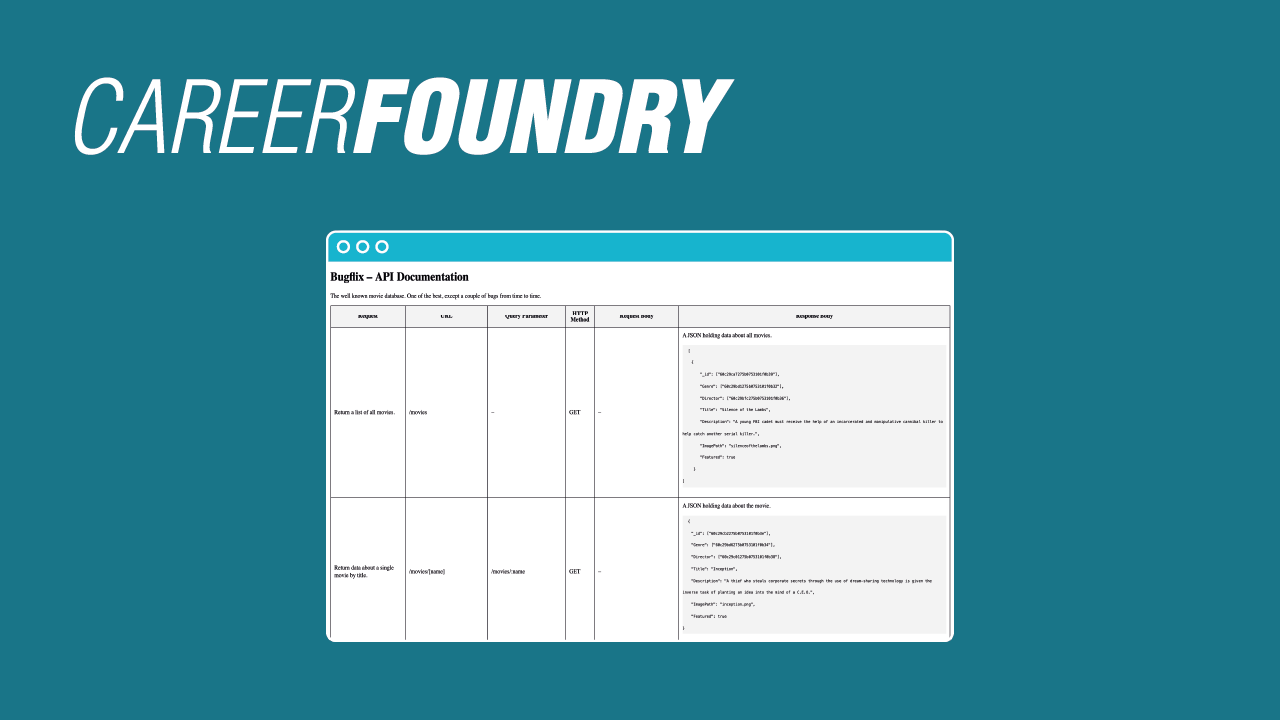 CAREERFOUNDRY
Bugflix – API Documentation
The well known movie database. One of the best, except a couple of bugs from time to time.
Request URL Query Parameter HTTP Method Request Body Response Body
A JSON holding data about all movies.
[
{
"_id":
"Genre":
"Director":
"Title": "Silence of the Lambs",
"Description": "A young FBI cadet must receive the help of an incarcerated and manipulative cannibal killer to
help catch another serial killer.",
"ImagePath": "silenceofthelambs.png",
"Featured": true
}
]
Return a list of all movies. /movies – GET –
A JSON holding data about the movie.
{
"_id":
"Genre":
"Director":
"Title": "Inception",
"Description": "A thief who steals corporate secrets through the use of dream-sharing technology is given the
inverse task of planting an idea into the mind of a C.E.O.",
"ImagePath": "inception.png",
"Featured": true
}
Return data about a single
movie by title.
/movies/[name] /movies/:name GET –